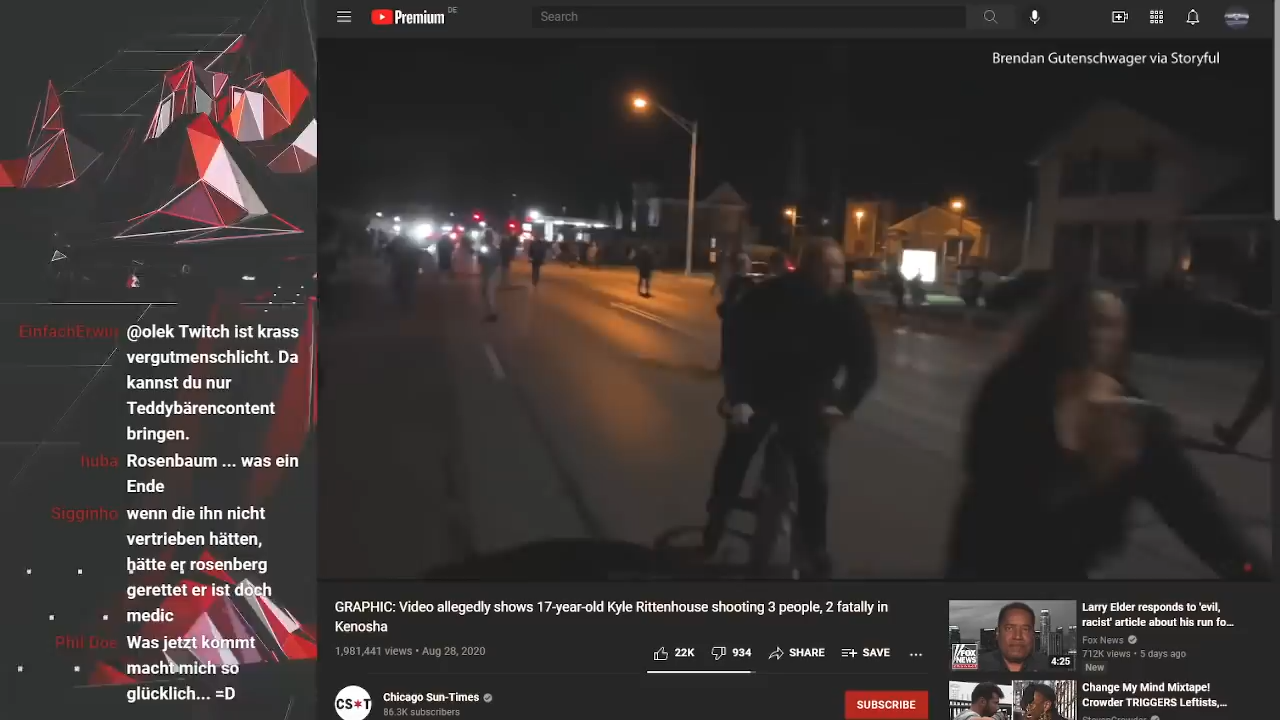 Premium DE
Search
Brendan Gutenschwager via Storyful
EinfachErwin @olek Twitch ist krass
vergutmenschlicht. Da
kannst du nur
Teddybärencontent
bringen.
huba Rosenbaum ... was ein
Ende
Sigginho wenn die ihn nicht
vertrieben hätten,
hätte er rosenberg
gerettet er ist doch
medic
Phil Doe Was jetzt kommt
macht mich so
glücklich... =D
GRAPHIC: Video allegedly shows 17-year-old Kyle Rittenhouse shooting 3 people, 2 fatally in
Kenosha
1,981,441 views • Aug 28, 2020
22K
934
SHARE
SAVE
CS*T
Chicago Sun-Times
86.3K subscribers
SUBSCRIBE
FOX
NEWS
4:25
Larry Elder responds to 'evil,
racist' article about his run fo...
Fox News
712K views • 5 days ago
New
Change My Mind Mixtape!
Crowder TRIGGERS Leftists,...
StevenCrowder